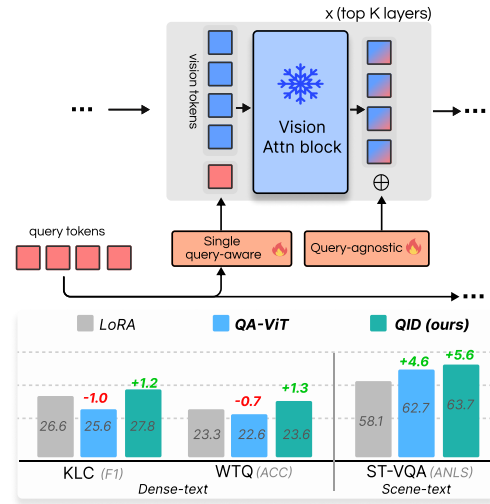 x (top K layers)
vision tokens
...
...
Vision
Attn block
query tokens
Single
query-aware
Query-agnostic
...
LoRA
QA-ViT
QID (ours)
-1.0
+1.2
-0.7
+1.3
+4.6
+5.6
26.6
25.6
27.8
23.3
22.6
23.6
58.1
62.7
63.7
KLC (F1)
WTQ (ACC)
ST-VQA (ANLS)
Dense-text
Scene-text